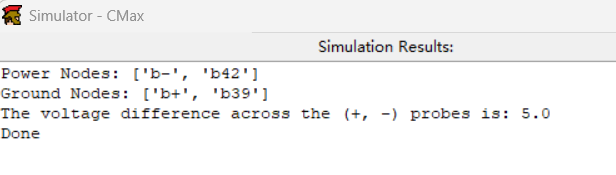 Simulator - CMax
Simulation Results:
Power Nodes: ['b-', 'b42']
Ground Nodes: ['b+', 'b39']
The voltage difference across the (+, -) probes is: 5.0
Done